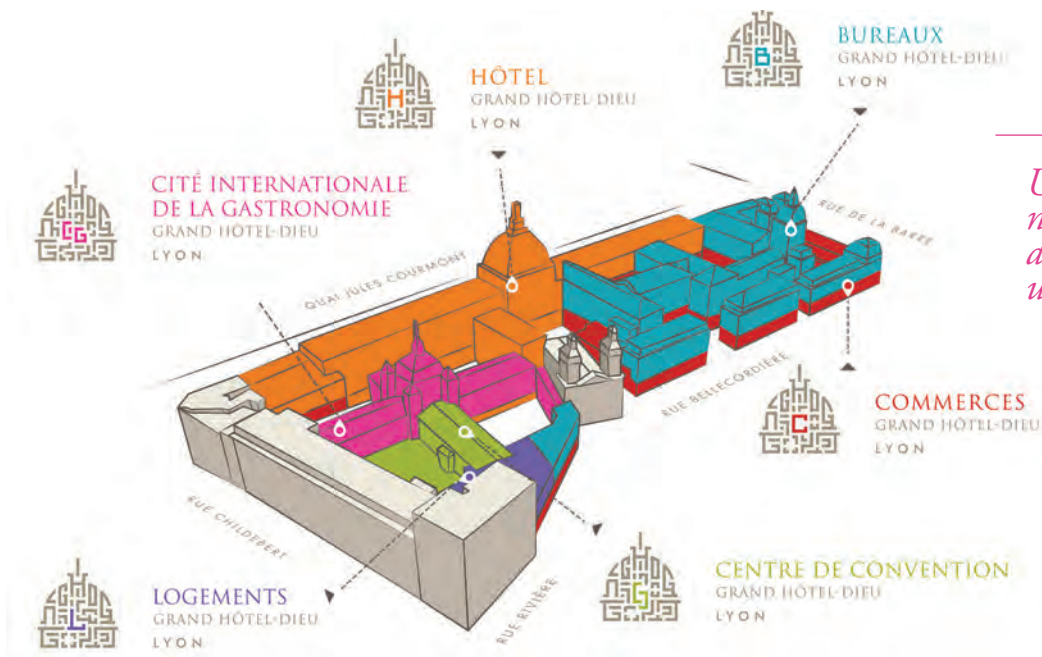 HÔTEL
GRAND HÔTEL-DIEU
LYON
BUREAUX
GRAND HÔTEL-DIEU
LYON
CITÉ INTERNATIONALE
DE LA GASTRONOMIE
GRAND HÔTEL-DIEU
LYON
QUAI JULES COURMONT
RUE DE LA BARRE
RUE BELLECORDIÈRE
COMMERCES
GRAND HÔTEL-DIEU
LYON
RUE CHILDEBERT
RUE RIVIÈRE
LOGEMENTS
GRAND HÔTEL-DIEU
LYON
CENTRE DE CONVENTION
GRAND HÔTEL-DIEU
LYON